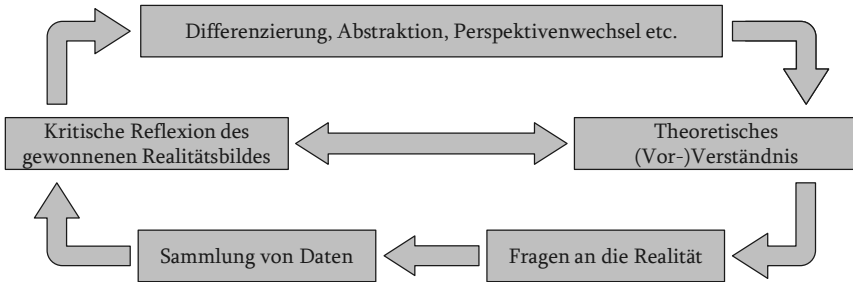 Differenzierung, Abstraktion, Perspektivenwechsel etc.
Kritische Reflexion des
gewonnenen Realitätsbildes
Theoretisches
(Vor-)Verständnis
Sammlung von Daten
Fragen an die Realität